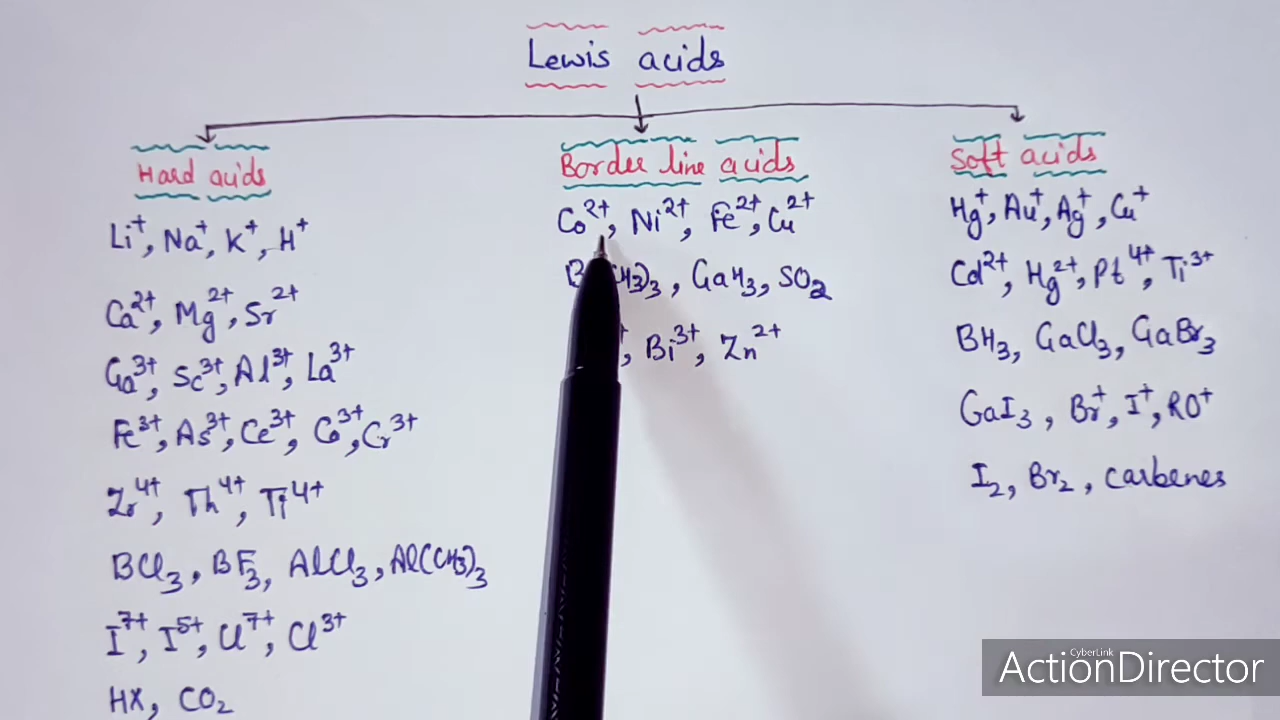 Lewis acids
Hard acids
Li⁺, Na⁺, K⁺, H⁺
Ca²⁺, Mg²⁺, Sr²⁺
Ga³⁺, Sc³⁺, Al³⁺, La³⁺
Fe³⁺, As³⁺, Ce³⁺, Co³⁺, Cr³⁺
Zr⁴⁺, Th⁴⁺, Ti⁴⁺
BCl₃, BF₃, AlCl₃, Al(CH₃)₃
I⁷⁺, I⁵⁺, Cl⁷⁺, Cl³⁺
HX, CO₂
Border line acids
Co²⁺, Ni²⁺, Fe²⁺, Cu²⁺
GaH₃, SO₂
Bi³⁺, Zn²⁺
Soft acids
Hg⁺, Au⁺, Ag⁺, Cu⁺
Cd²⁺, Hg²⁺, Pt⁴⁺, Ti³⁺
BH₃, GaCl₃, GaBr₃
GaI₃, Br⁺, I⁺, RO⁺
I₂, Br₂, carbenes
CyberLink
ActionDirector